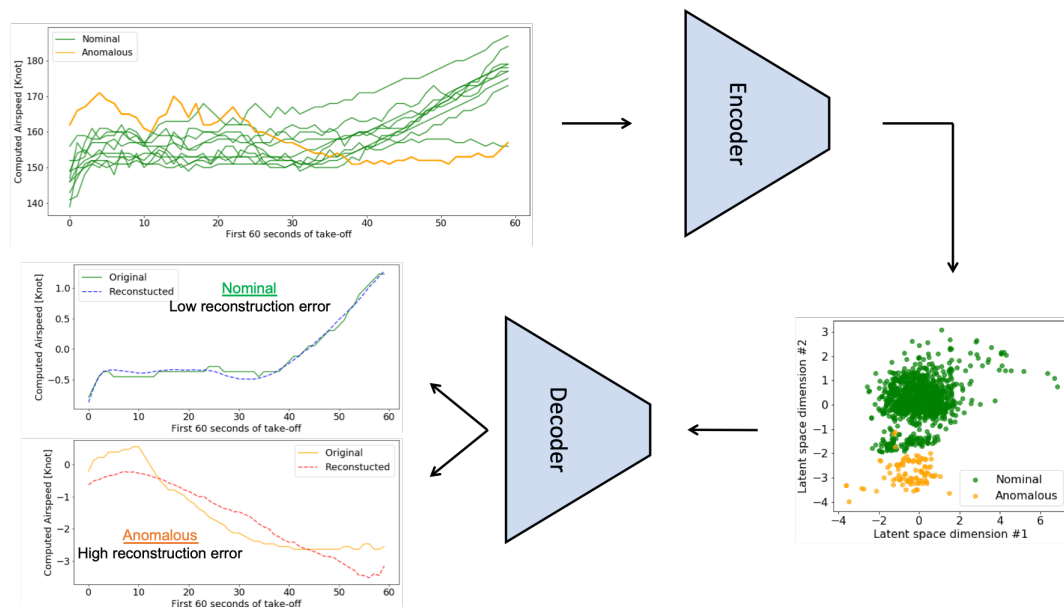 Nominal
Anomalous
Computed Airspeed [Knot]
180
170
160
150
140
0
10
20
30
40
50
60
First 60 seconds of take-off
Encoder
Original
Reconstucted
Nominal
Low reconstruction error
Computed Airspeed [Knot]
1.0
0.5
0.0
−0.5
0
10
20
30
40
50
60
First 60 seconds of take-off
Decoder
Latent space dimension #2
3
2
1
0
−1
−2
−3
−4
Nominal
Anomalous
−4
−2
0
2
4
6
Latent space dimension #1
Original
Reconstucted
Computed Airspeed [Knot]
0
−1
−2
−3
Anomalous
High reconstruction error
0
10
20
30
40
50
60
First 60 seconds of take-off